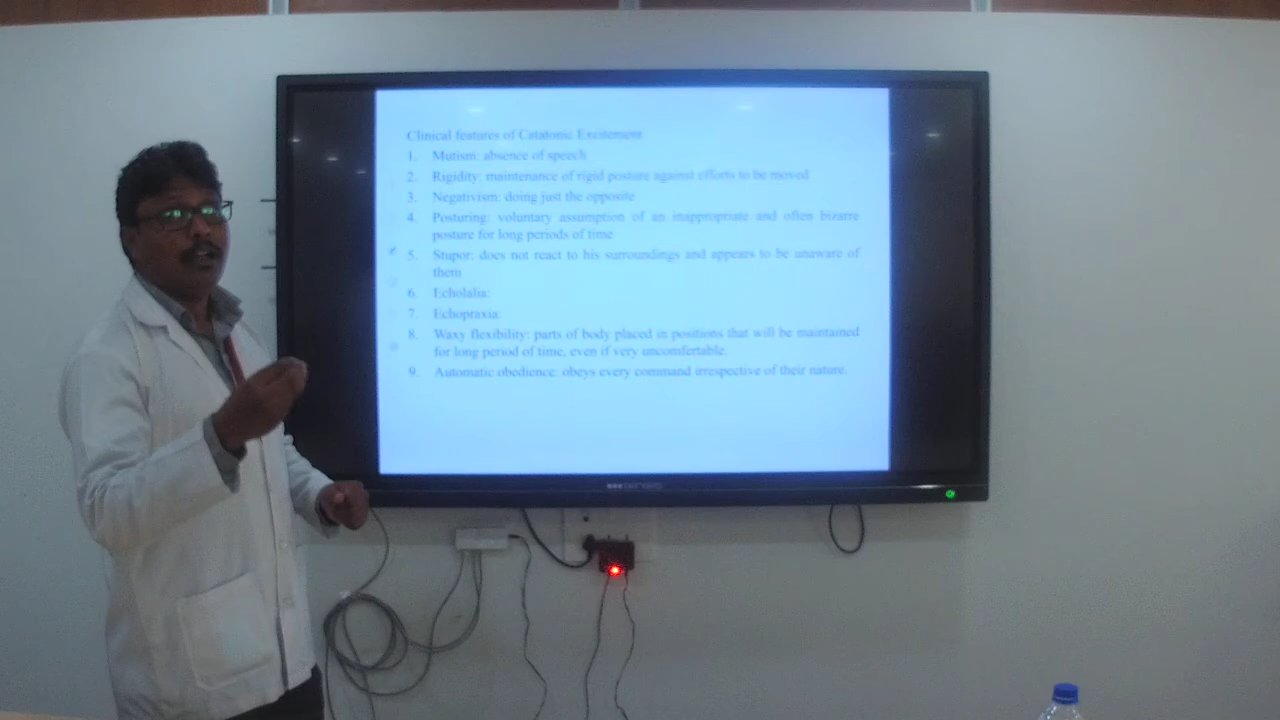 Clinical features of Catatonic Excitement
1. Mutism: absence of speech
2. Rigidity: maintenance of rigid posture against efforts to be moved
3. Negativism: doing just the opposite
4. Posturing: voluntary assumption of an inappropriate and often bizarre
posture for long periods of time
5. Stupor: does not react to his surroundings and appears to be unaware of
them
6. Echolalia:
7. Echopraxia:
8. Waxy flexibility: parts of body placed in positions that will be maintained
for long period of time, even if very uncomfertable.
9. Automatic obedience: obeys every command irrespective of their nature.